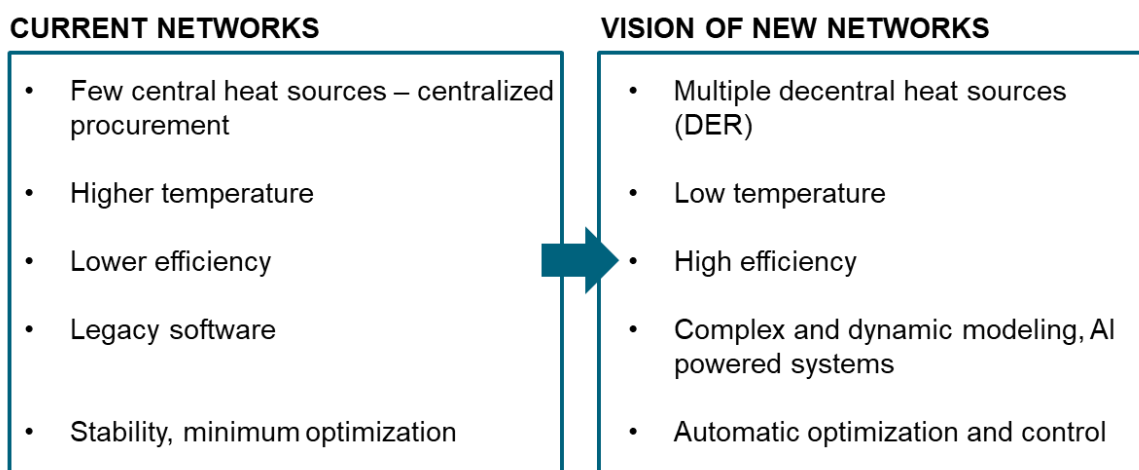 CURRENT NETWORKS
• Few central heat sources – centralized
procurement
• Higher temperature
• Lower efficiency
• Legacy software
• Stability, minimum optimization
VISION OF NEW NETWORKS
• Multiple decentral heat sources
(DER)
• Low temperature
• High efficiency
• Complex and dynamic modeling, AI
powered systems
• Automatic optimization and control